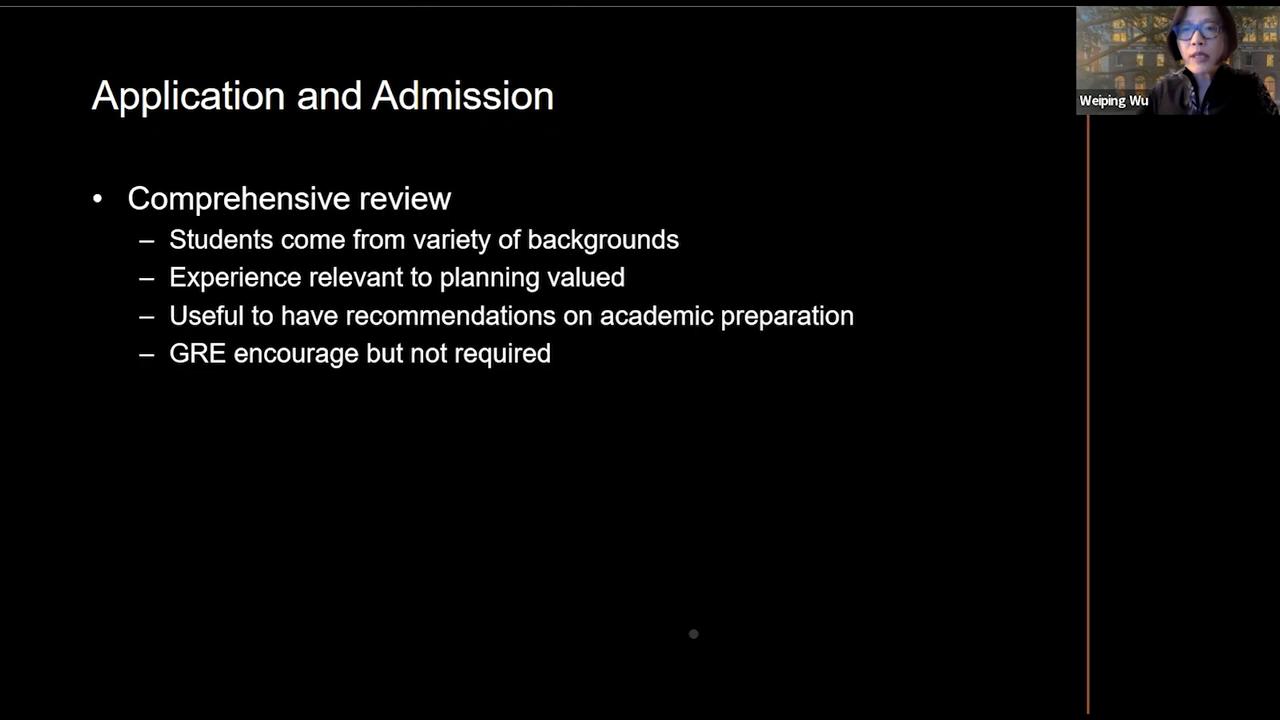 Application and Admission
Weiping Wu
• Comprehensive review
– Students come from variety of backgrounds
– Experience relevant to planning valued
– Useful to have recommendations on academic preparation
– GRE encourage but not required